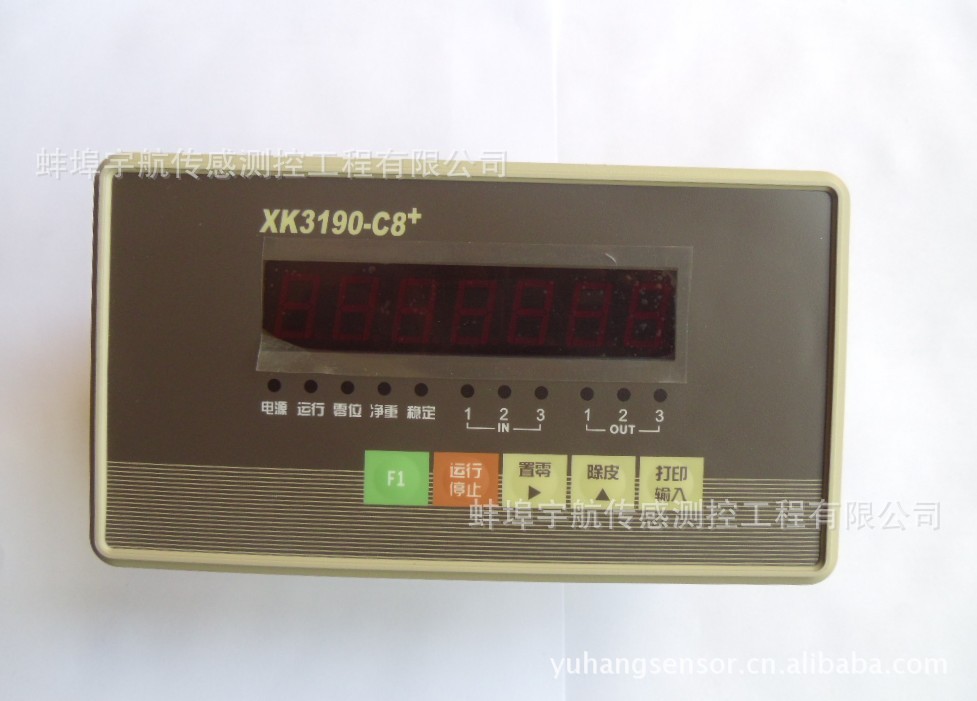 蚌埠宇航传感测控工程有限公司
XK3190-C8+
8888888
电源 运行 零位 净重 稳定 1 2 3 1 2 3
IN OUT
F1 运行 置零 除皮 打印
停止 ▶ ▲ 输入
蚌埠宇航传感测控工程有限公司
yuhangsensor.cn.alibaba.com